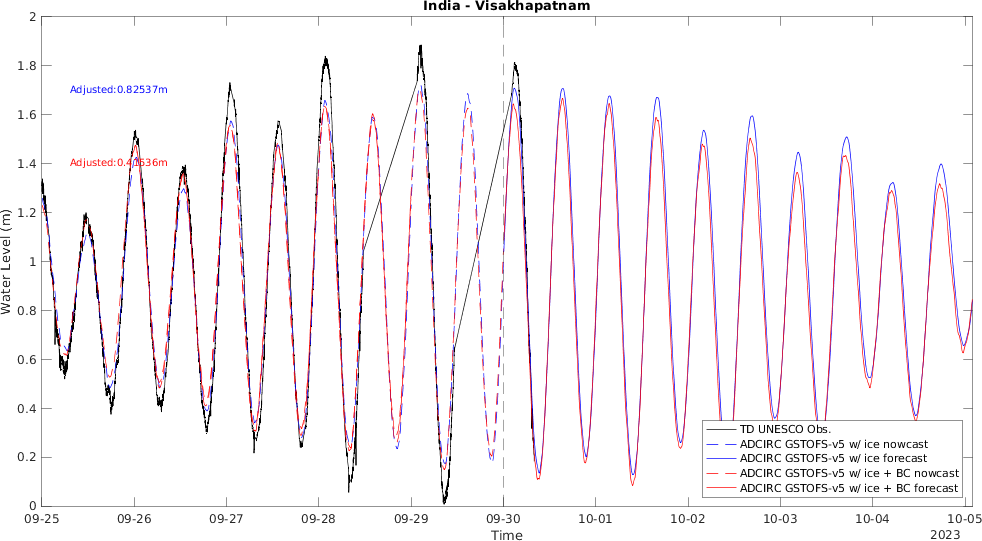 India - Visakhapatnam
Water Level (m)
2
1.8
1.6
1.4
1.2
1
0.8
0.6
0.4
0.2
0
Adjusted:0.82537m
Adjusted:0.41636m
TD UNESCO Obs.
ADCIRC GSTOFS-v5 w/ ice nowcast
ADCIRC GSTOFS-v5 w/ ice forecast
ADCIRC GSTOFS-v5 w/ ice + BC nowcast
ADCIRC GSTOFS-v5 w/ ice + BC forecast
09-25 09-26 09-27 09-28 09-29 09-30 10-01 10-02 10-03 10-04 10-05
Time
2023